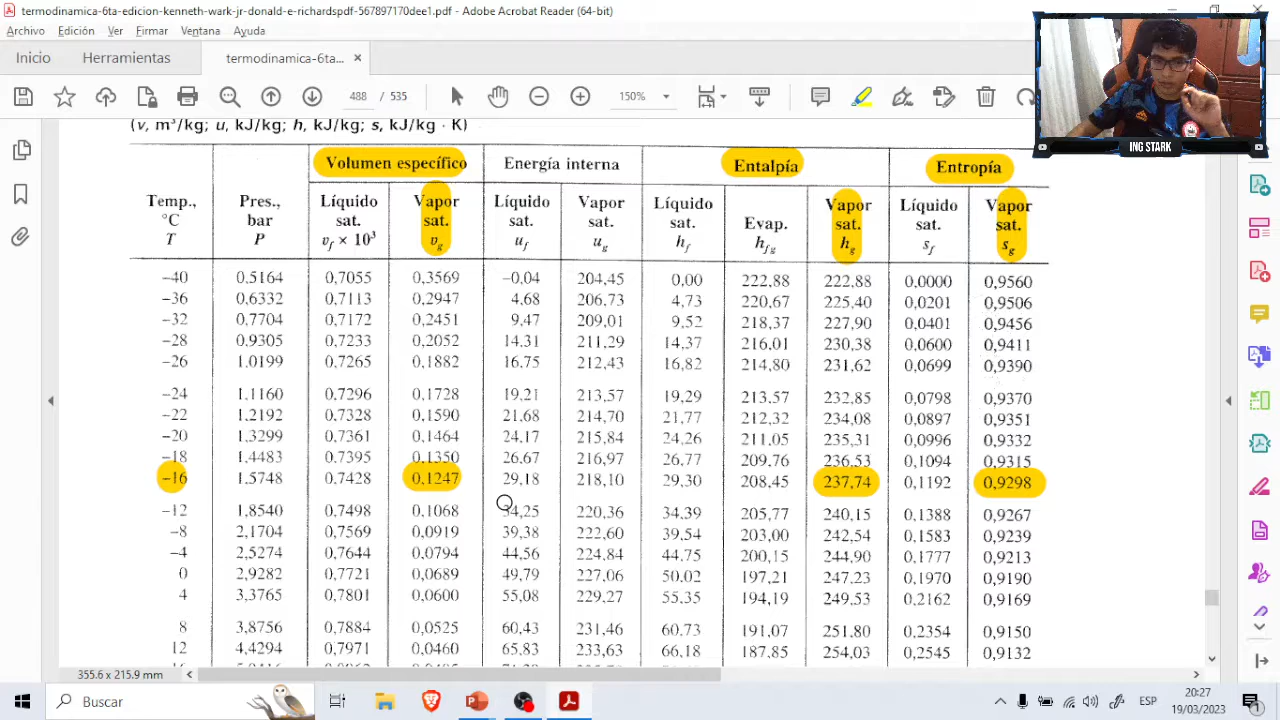 termodinamica-6ta-edicion-kenneth-wark-jr-donald-e-richardspdf-567897170dee1.pdf - Adobe Acrobat Reader (64-bit)
Archivo Edición Ver Firmar Ventana Ayuda
Inicio Herramientas termodinamica-6ta... ×
488 / 535 150%
(v, m³/kg; u, kJ/kg; h, kJ/kg; s, kJ/kg · K)
Volumen específico Energía interna Entalpía Entropía
Temp., Pres., Líquido Vapor Líquido Vapor Líquido Vapor Líquido Vapor
°C bar sat. sat. sat. sat. sat. Evap. sat. sat. sat.
T P vf × 10³ vg uf ug hf hfg hg sf sg
−40 0,5164 0,7055 0,3569 −0,04 204,45 0,00 222,88 222,88 0,0000 0,9560
−36 0,6332 0,7113 0,2947 4,68 206,73 4,73 220,67 225,40 0,0201 0,9506
−32 0,7704 0,7172 0,2451 9,47 209,01 9,52 218,37 227,90 0,0401 0,9456
−28 0,9305 0,7233 0,2052 14,31 211,29 14,37 216,01 230,38 0,0600 0,9411
−26 1,0199 0,7265 0,1882 16,75 212,43 16,82 214,80 231,62 0,0699 0,9390
−24 1,1160 0,7296 0,1728 19,21 213,57 19,29 213,57 232,85 0,0798 0,9370
−22 1,2192 0,7328 0,1590 21,68 214,70 21,77 212,32 234,08 0,0897 0,9351
−20 1,3299 0,7361 0,1464 24,17 215,84 24,26 211,05 235,31 0,0996 0,9332
−18 1,4483 0,7395 0,1350 26,67 216,97 26,77 209,76 236,53 0,1094 0,9315
−16 1,5748 0,7428 0,1247 29,18 218,10 29,30 208,45 237,74 0,1192 0,9298
−12 1,8540 0,7498 0,1068 34,25 220,36 34,39 205,77 240,15 0,1388 0,9267
−8 2,1704 0,7569 0,0919 39,38 222,60 39,54 203,00 242,54 0,1583 0,9239
−4 2,5274 0,7644 0,0794 44,56 224,84 44,75 200,15 244,90 0,1777 0,9213
0 2,9282 0,7721 0,0689 49,79 227,06 50,02 197,21 247,23 0,1970 0,9190
4 3,3765 0,7801 0,0600 55,08 229,27 55,35 194,19 249,53 0,2162 0,9169
8 3,8756 0,7884 0,0525 60,43 231,46 60,73 191,07 251,80 0,2354 0,9150
12 4,4294 0,7971 0,0460 65,83 233,63 66,18 187,85 254,03 0,2545 0,9132
355.6 x 215.9 mm
ING STARK
Buscar
ESP
20:27
19/03/2023